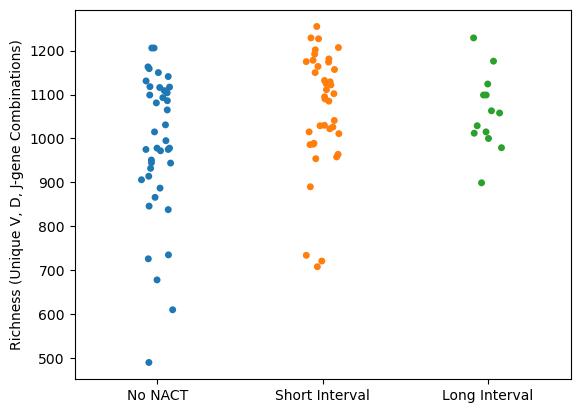 Richness (Unique V, D, J-gene Combinations)
1200
1100
1000
900
800
700
600
500
No NACT
Short Interval
Long Interval